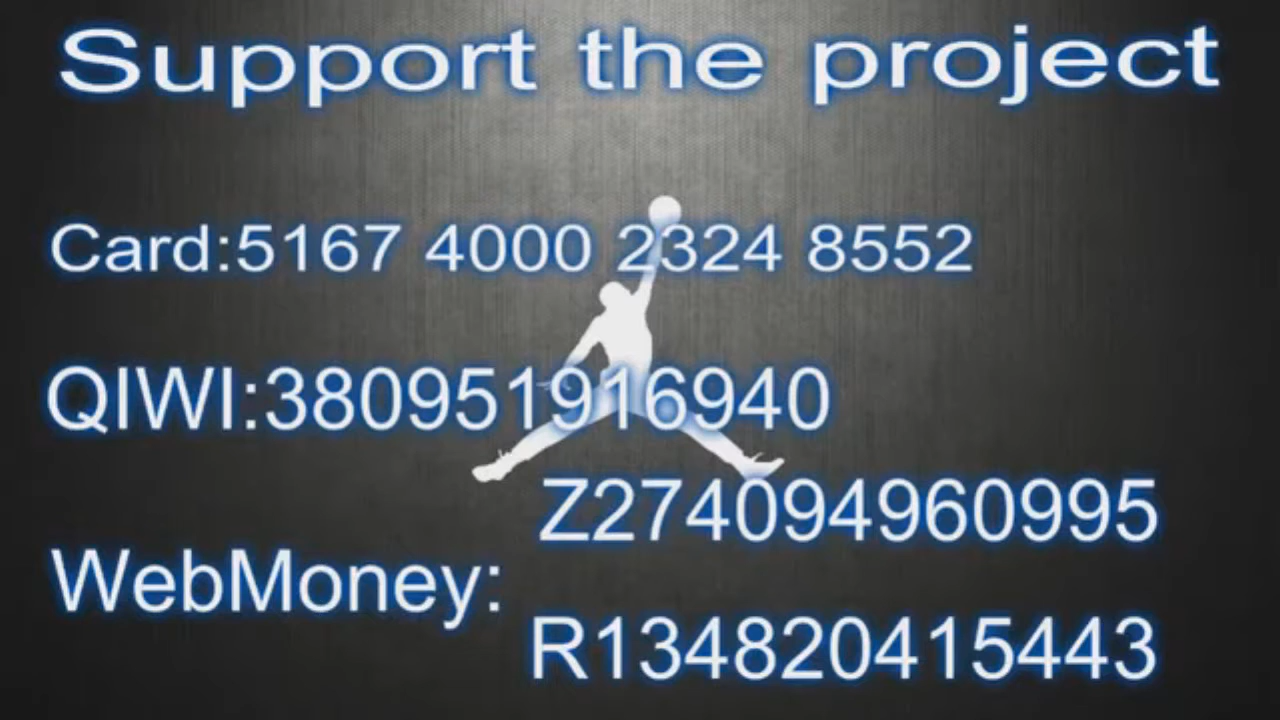 Support the project
Card:5167 4000 2324 8552
QIWI:380951916940
Z274094960995
WebMoney:
R134820415443